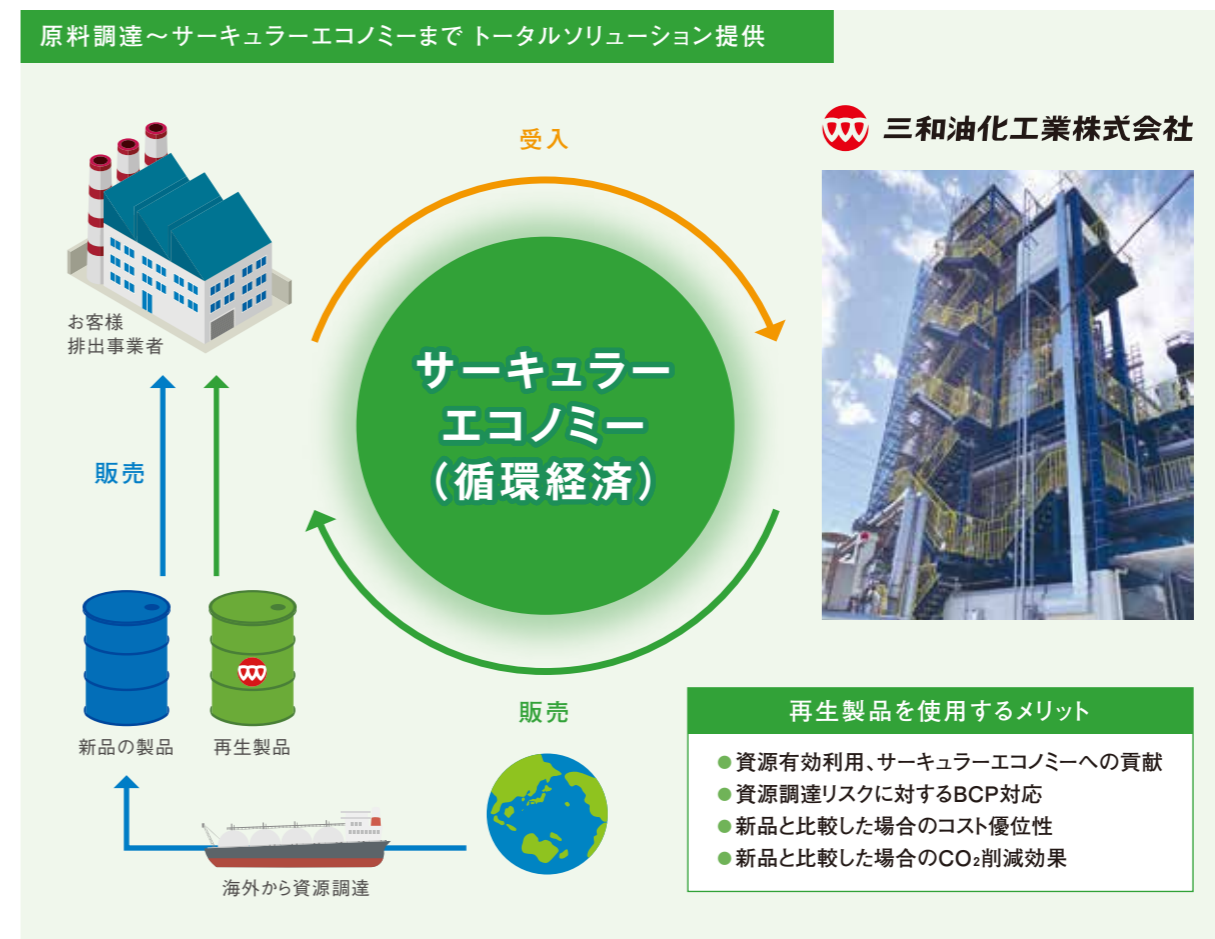 原料調達～サーキュラーエコノミーまで トータルソリューション提供
三和油化工業株式会社
受入
お客様
排出事業者
サーキュラー
エコノミー
（循環経済）
販売
新品の製品
再生製品
販売
海外から資源調達
再生製品を使用するメリット
●資源有効利用、サーキュラーエコノミーへの貢献
●資源調達リスクに対するBCP対応
●新品と比較した場合のコスト優位性
●新品と比較した場合のCO₂削減効果